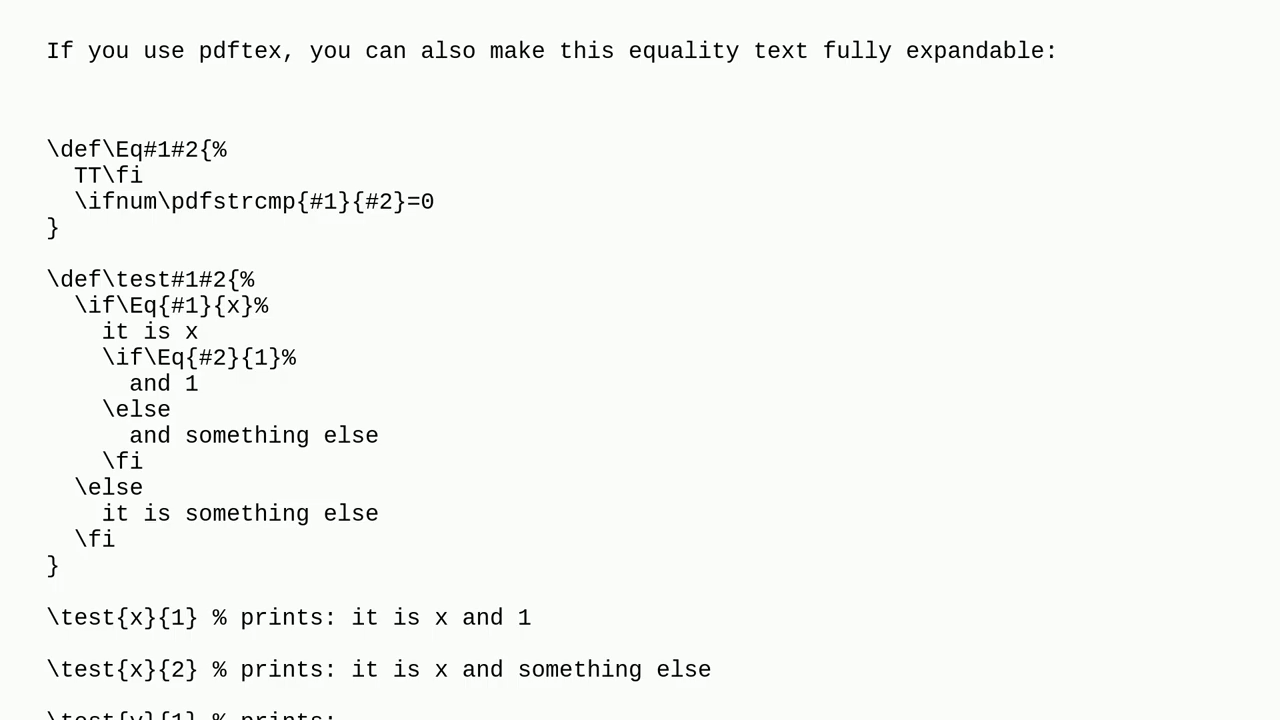 If you use pdftex, you can also make this equality text fully expandable:
\def\Eq#1#2{%
  TT\fi
  \ifnum\pdfstrcmp{#1}{#2}=0
}
\def\test#1#2{%
  \if\Eq{#1}{x}%
    it is x
    \if\Eq{#2}{1}%
      and 1
    \else
      and something else
    \fi
  \else
    it is something else
  \fi
}
\test{x}{1} % prints: it is x and 1
\test{x}{2} % prints: it is x and something else
\test{y}{1} % prints: